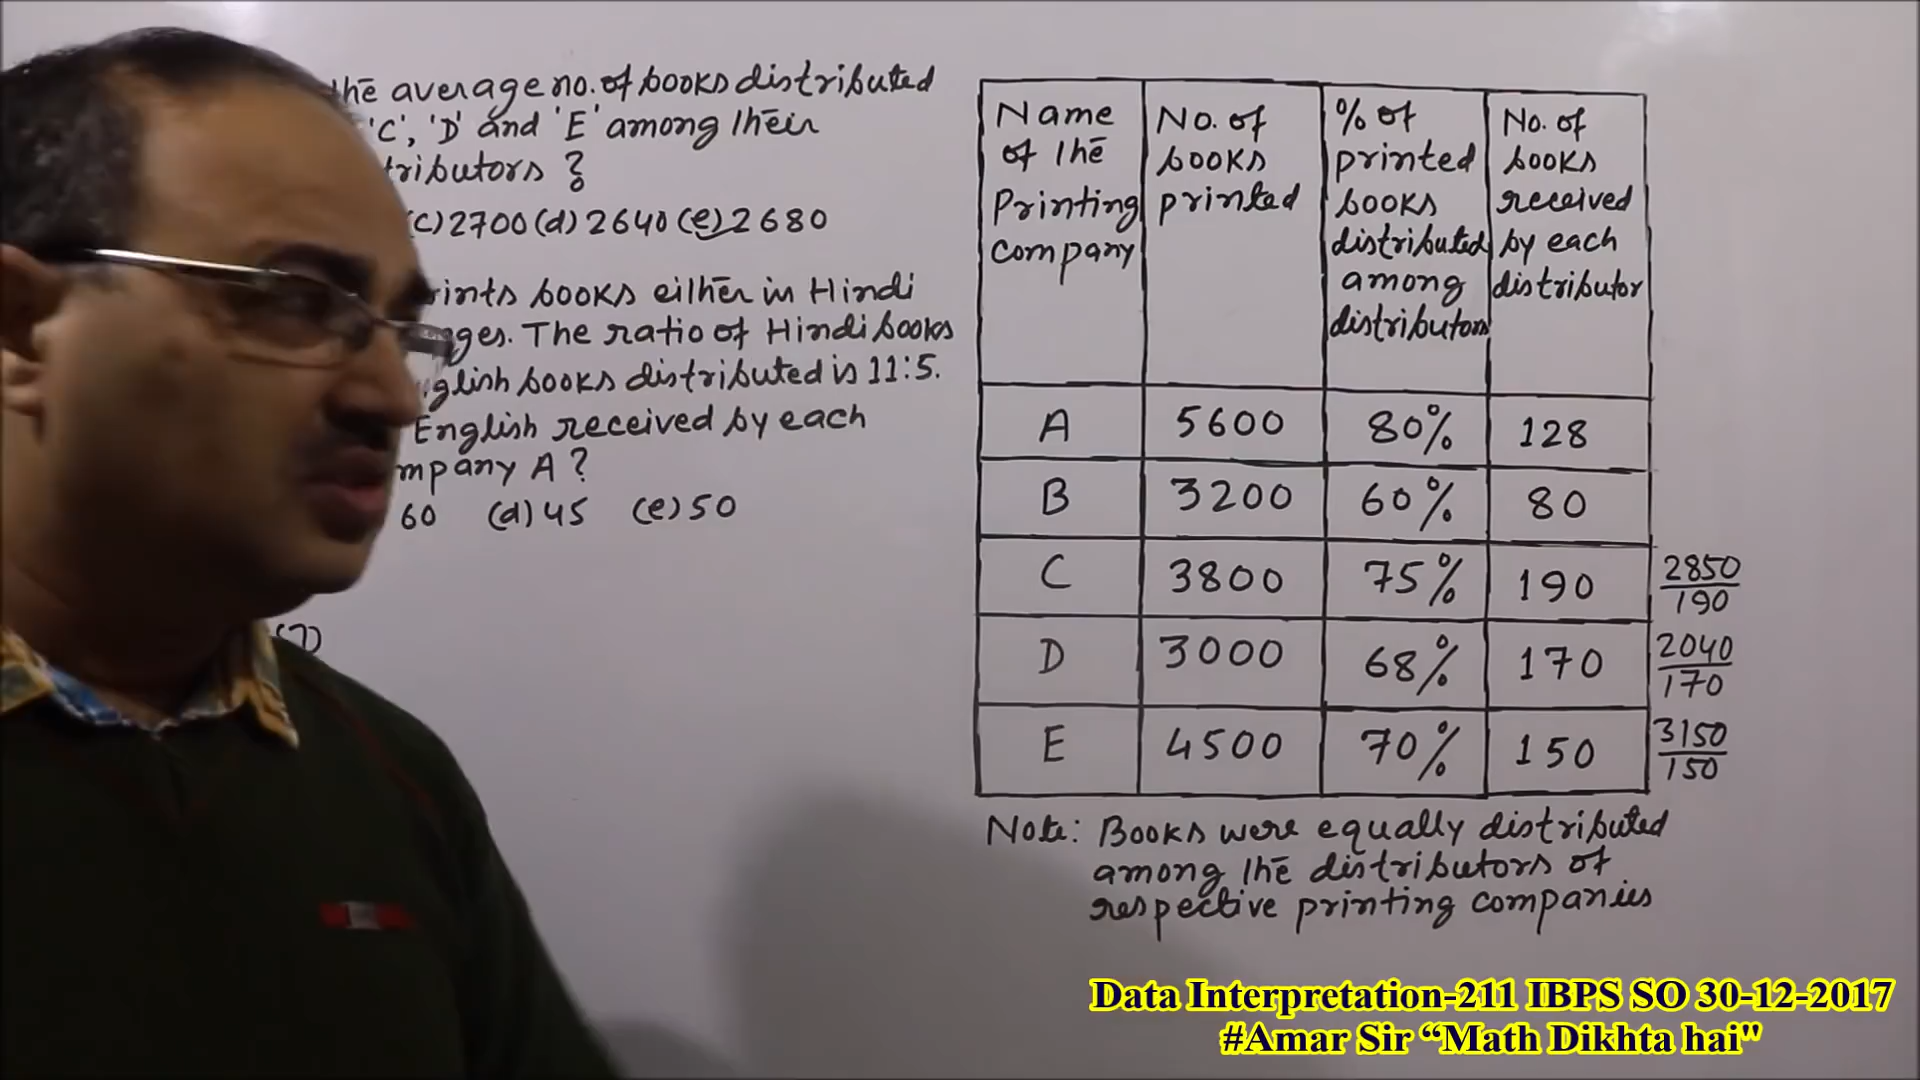 the average no. of books distributed
'C', 'D' and 'E' among their
tributors ?
(C) 2700 (d) 2640 (e) 2680
rints books either in Hindi
ges. The ratio of Hindi books
glish books distributed is 11:5.
English received by each
mpany A ?
60 (d) 45 (e) 50
(7)
Name of the Printing company | No. of books printed | % of printed books distributed among distributors | No. of books received by each distributor
A 5600 80% 128
B 3200 60% 80
C 3800 75% 190 2850/190
D 3000 68% 170 2040/170
E 4500 70% 150 3150/150
Note: Books were equally distributed
among the distributors of
respective printing companies
Data Interpretation-211 IBPS SO 30-12-2017
#Amar Sir “Math Dikhta hai"